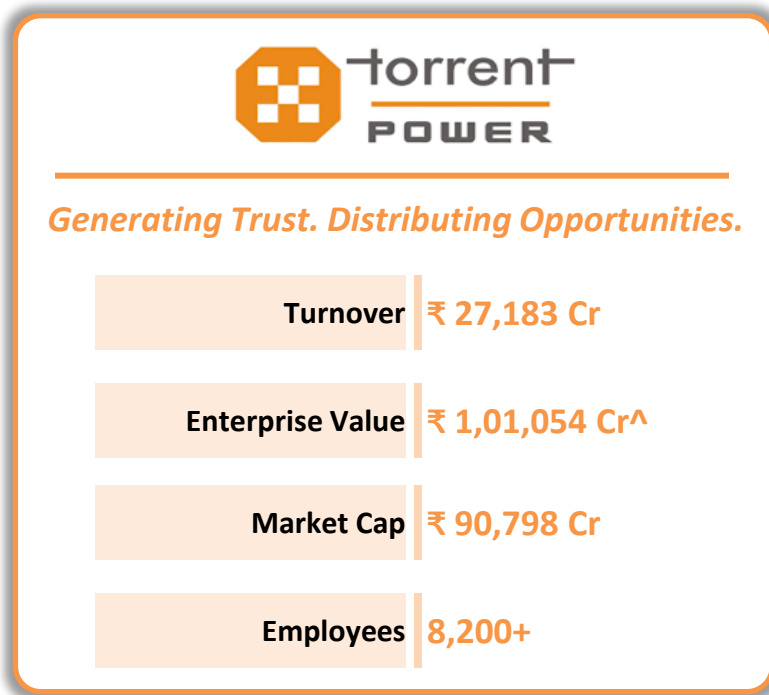 torrent
POWER
Generating Trust. Distributing Opportunities.
Turnover ₹ 27,183 Cr
Enterprise Value ₹ 1,01,054 Cr^
Market Cap ₹ 90,798 Cr
Employees 8,200+